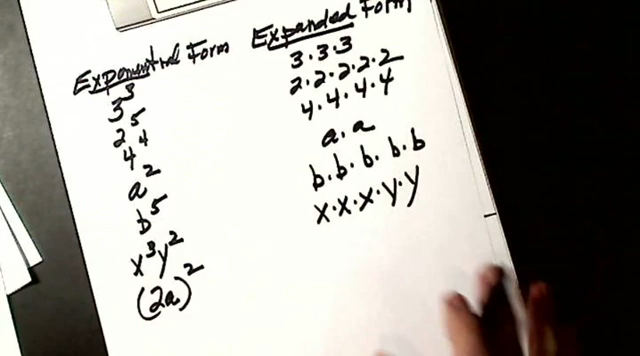 Exponential Form
3³
2⁵
4⁴
a²
b⁵
x³y²
(2a)²
Expanded Form
3·3·3
2·2·2·2·2
4·4·4·4
a·a
b·b·b·b·b
x·x·x·y·y